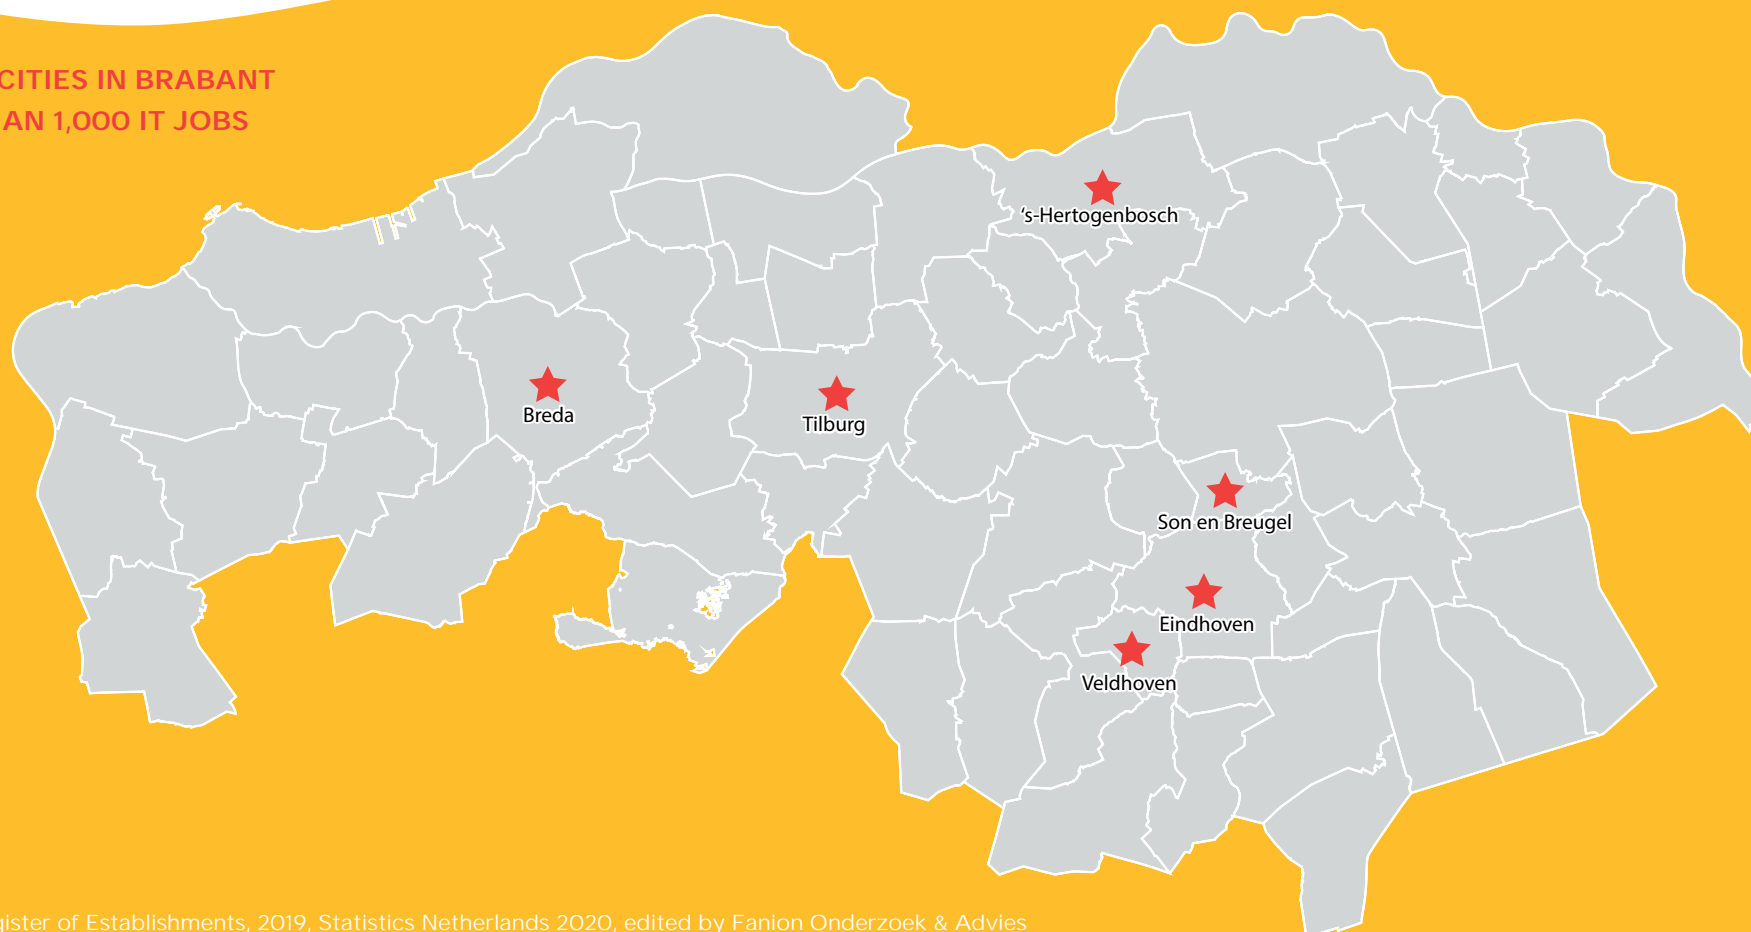 CITIES IN BRABANT
AN 1,000 IT JOBS
‘s-Hertogenbosch
Breda
Tilburg
Son en Breugel
Eindhoven
Veldhoven
gister of Establishments, 2019, Statistics Netherlands 2020, edited by Fanion Onderzoek & Advies